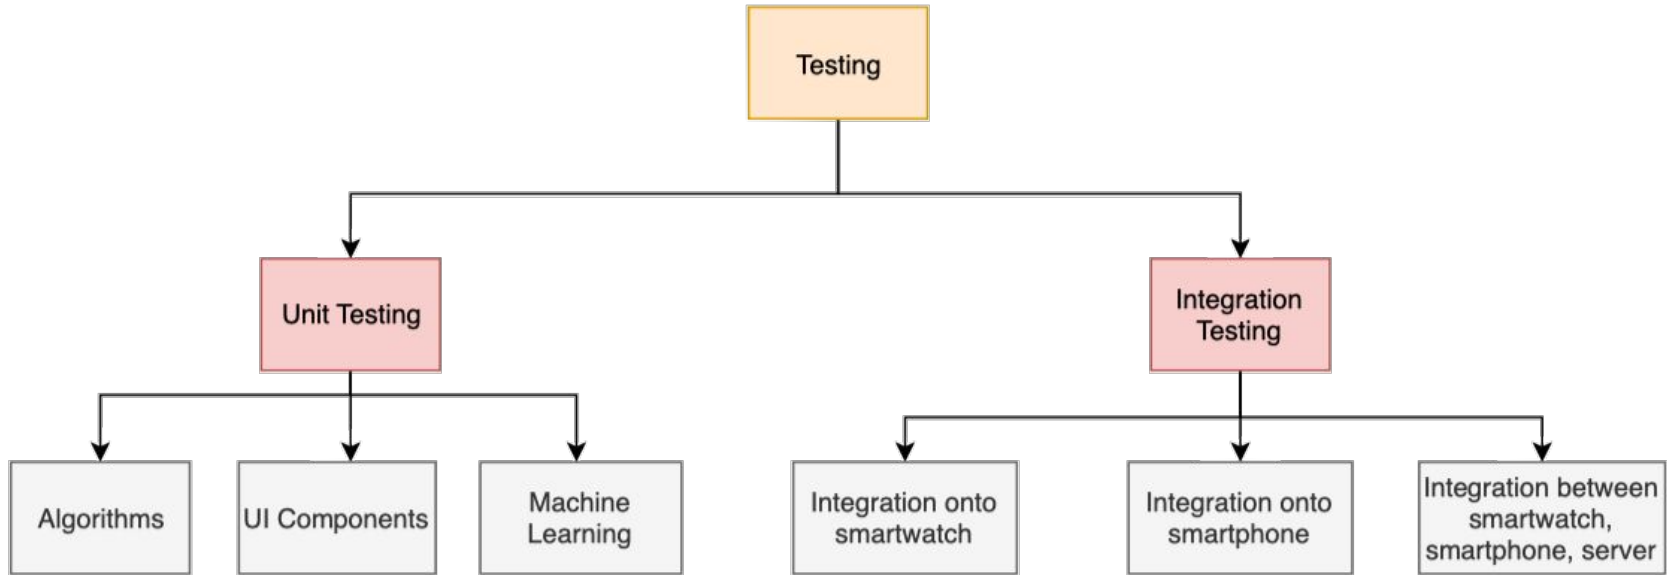 Testing
Unit Testing
Integration
Testing
Algorithms
UI Components
Machine
Learning
Integration onto
smartwatch
Integration onto
smartphone
Integration between
smartwatch,
smartphone, server